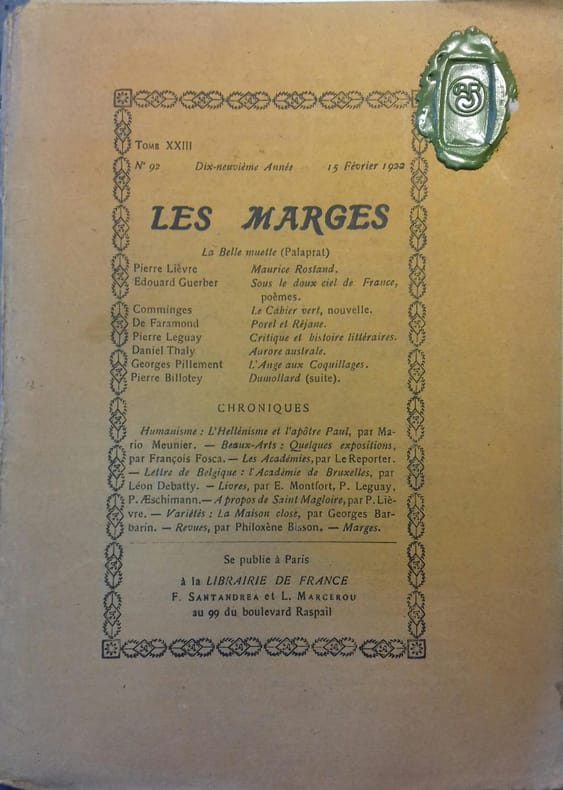 TOME XXIII
N° 92 Dix-neuvième Année 15 Février 1922
LES MARGES
La Belle muette (Palaprat)
Pierre Lièvre Maurice Rostand.
Edouard Guerber Sous le doux ciel de France,
poèmes.
Comminges Le Cahier vert, nouvelle.
De Faramond Porel et Réjane.
Pierre Leguay Critique et histoire littéraires.
Daniel Thaly Aurore australe.
Georges Pillement L'Ange aux Coquillages.
Pierre Billotey Dumollard (suite).
CHRONIQUES
Humanisme : L'Hellénisme et l'apôtre Paul, par Ma-
rio Meunier. — Beaux-Arts : Quelques expositions,
par François Fosca. — Les Académies, par Le Reporter.
— Lettre de Belgique : l'Académie de Bruxelles, par
Léon Debatty. — Livres, par E. Montfort, P. Leguay,
P. Æschimann. — A propos de Saint Magloire, par P. Liè-
vre. — Variétés : La Maison close, par Georges Bar-
barin. — Revues, par Philoxène Bisson. — Marges.
Se publie à Paris
à la LIBRAIRIE DE FRANCE
F. SANTANDREA et L. MARCEROU
au 99 du boulevard Raspail